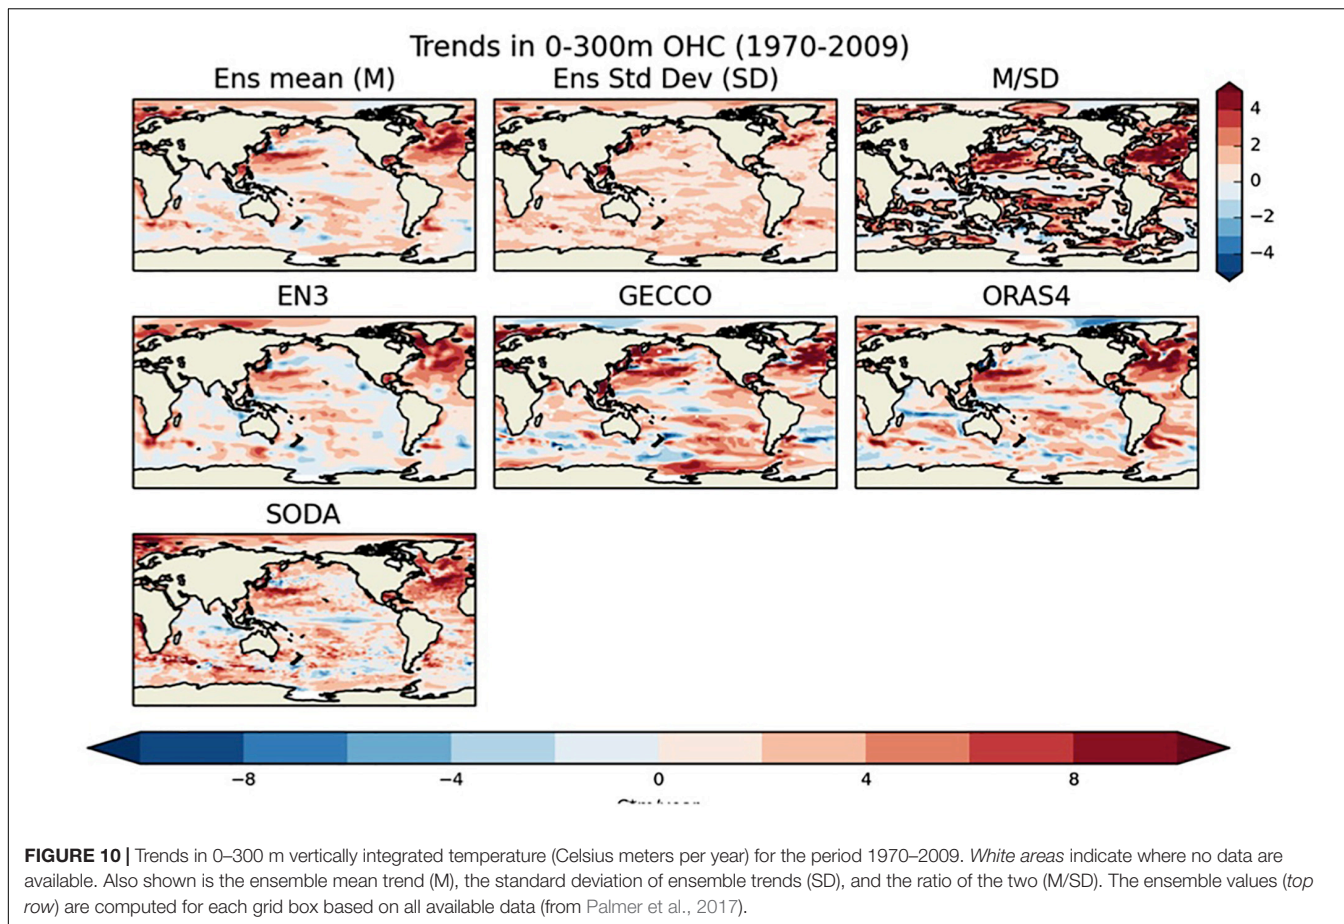 Trends in 0-300m OHC (1970-2009)
Ens mean (M) Ens Std Dev (SD) M/SD
4
2
0
−2
−4
EN3 GECCO ORAS4
SODA
−8 −4 0 4 8
FIGURE 10 | Trends in 0–300 m vertically integrated temperature (Celsius meters per year) for the period 1970–2009. White areas indicate where no data are
available. Also shown is the ensemble mean trend (M), the standard deviation of ensemble trends (SD), and the ratio of the two (M/SD). The ensemble values (top
row) are computed for each grid box based on all available data (from Palmer et al., 2017).